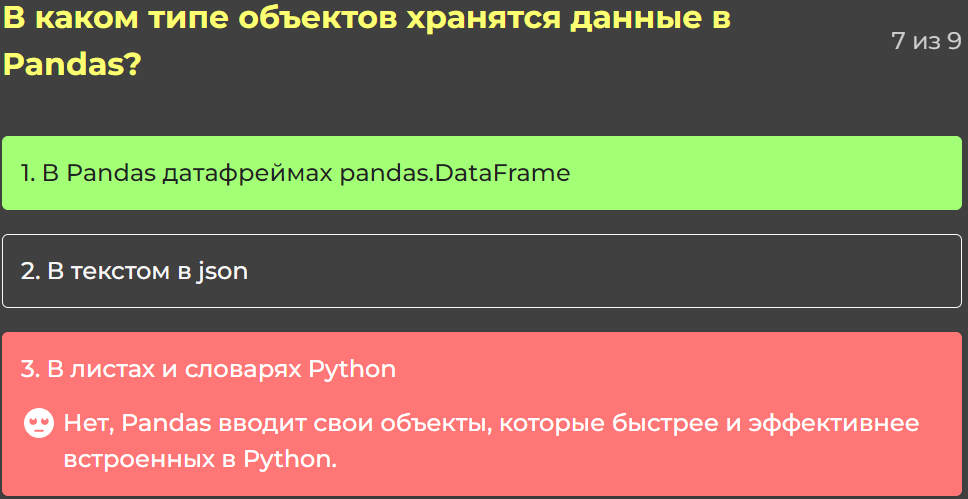 В каком типе объектов хранятся данные в
Pandas?
7 из 9
1. В Pandas датафреймах pandas.DataFrame
2. В текстом в json
3. В листах и словарях Python
Нет, Pandas вводит свои объекты, которые быстрее и эффективнее
встроенных в Python.